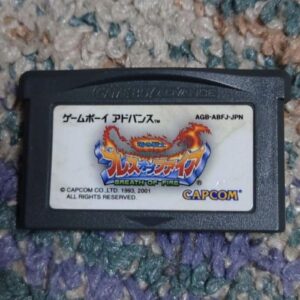 GAME BOY ADVANCE
ゲームボーイ アドバンス™
AGB-ABFJ-JPN
ブレス オブ ファイア
BREATH OF FIRE
© CAPCOM CO., LTD. 1993, 2001
ALL RIGHTS RESERVED.
CAPCOM